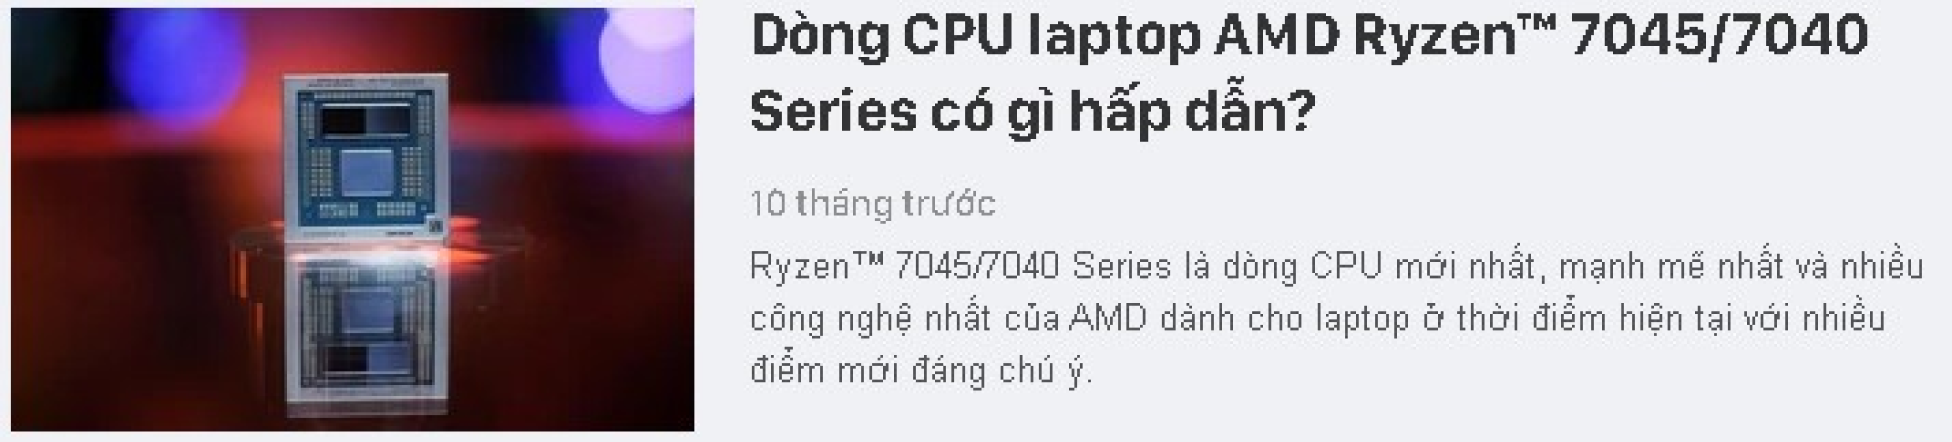 Dòng CPU laptop AMD Ryzen™ 7045/7040
Series có gì hấp dẫn?
10 tháng trước
Ryzen™ 7045/7040 Series là dòng CPU mới nhất, mạnh mẽ nhất và nhiều
công nghệ nhất của AMD dành cho laptop ở thời điểm hiện tại với nhiều
điểm mới đáng chú ý.